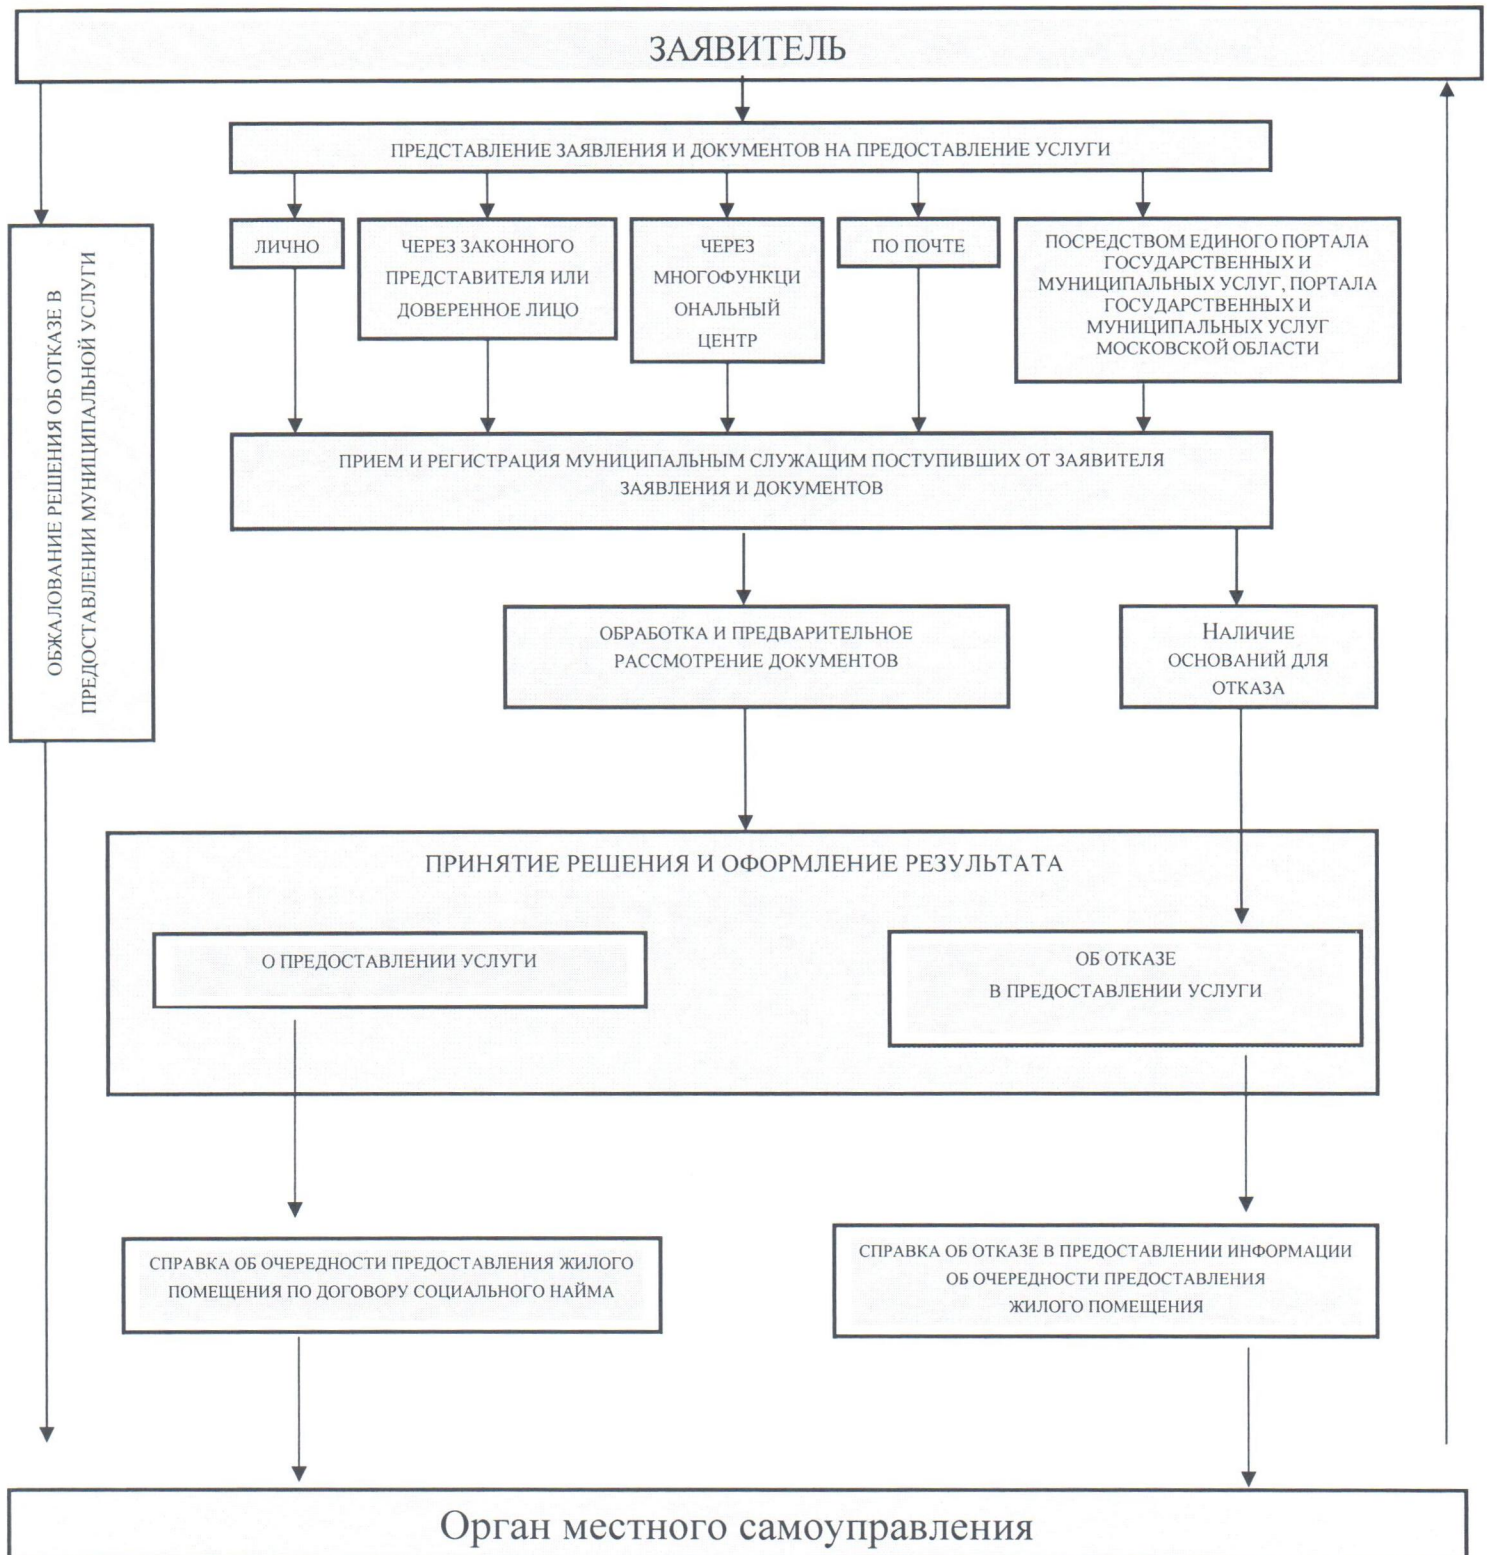 ЗАЯВИТЕЛЬ
ПРЕДСТАВЛЕНИЕ ЗАЯВЛЕНИЯ И ДОКУМЕНТОВ НА ПРЕДОСТАВЛЕНИЕ УСЛУГИ
ЛИЧНО
ЧЕРЕЗ ЗАКОННОГО
ПРЕДСТАВИТЕЛЯ ИЛИ
ДОВЕРЕННОЕ ЛИЦО
ЧЕРЕЗ
МНОГОФУНКЦИ
ОНАЛЬНЫЙ
ЦЕНТР
ПО ПОЧТЕ
ПОСРЕДСТВОМ ЕДИНОГО ПОРТАЛА
ГОСУДАРСТВЕННЫХ И
МУНИЦИПАЛЬНЫХ УСЛУГ, ПОРТАЛА
ГОСУДАРСТВЕННЫХ И
МУНИЦИПАЛЬНЫХ УСЛУГ
МОСКОВСКОЙ ОБЛАСТИ
ОБЖАЛОВАНИЕ РЕШЕНИЯ ОБ ОТКАЗЕ В
ПРЕДОСТАВЛЕНИИ МУНИЦИПАЛЬНОЙ УСЛУГИ
ПРИЕМ И РЕГИСТРАЦИЯ МУНИЦИПАЛЬНЫМ СЛУЖАЩИМ ПОСТУПИВШИХ ОТ ЗАЯВИТЕЛЯ
ЗАЯВЛЕНИЯ И ДОКУМЕНТОВ
ОБРАБОТКА И ПРЕДВАРИТЕЛЬНОЕ
РАССМОТРЕНИЕ ДОКУМЕНТОВ
НАЛИЧИЕ
ОСНОВАНИЙ ДЛЯ
ОТКАЗА
ПРИНЯТИЕ РЕШЕНИЯ И ОФОРМЛЕНИЕ РЕЗУЛЬТАТА
О ПРЕДОСТАВЛЕНИИ УСЛУГИ
ОБ ОТКАЗЕ
В ПРЕДОСТАВЛЕНИИ УСЛУГИ
СПРАВКА ОБ ОЧЕРЕДНОСТИ ПРЕДОСТАВЛЕНИЯ ЖИЛОГО
ПОМЕЩЕНИЯ ПО ДОГОВОРУ СОЦИАЛЬНОГО НАЙМА
СПРАВКА ОБ ОТКАЗЕ В ПРЕДОСТАВЛЕНИИ ИНФОРМАЦИИ
ОБ ОЧЕРЕДНОСТИ ПРЕДОСТАВЛЕНИЯ
ЖИЛОГО ПОМЕЩЕНИЯ
Орган местного самоуправления